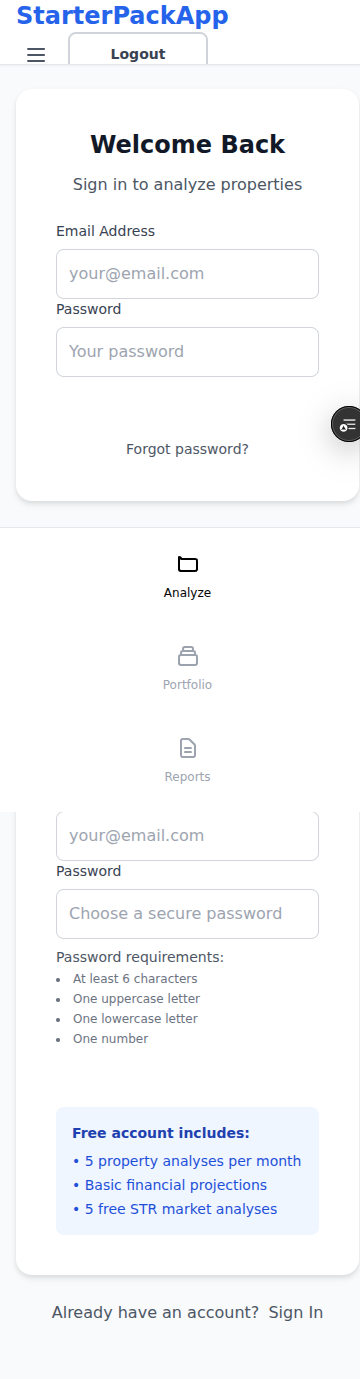 StarterPackApp
Logout
Welcome Back
Sign in to analyze properties
Email Address
your@email.com
Password
Your password
Forgot password?
Analyze
Portfolio
Reports
your@email.com
Password
Choose a secure password
Password requirements:
• At least 6 characters
• One uppercase letter
• One lowercase letter
• One number
Free account includes:
• 5 property analyses per month
• Basic financial projections
• 5 free STR market analyses
Already have an account? Sign In